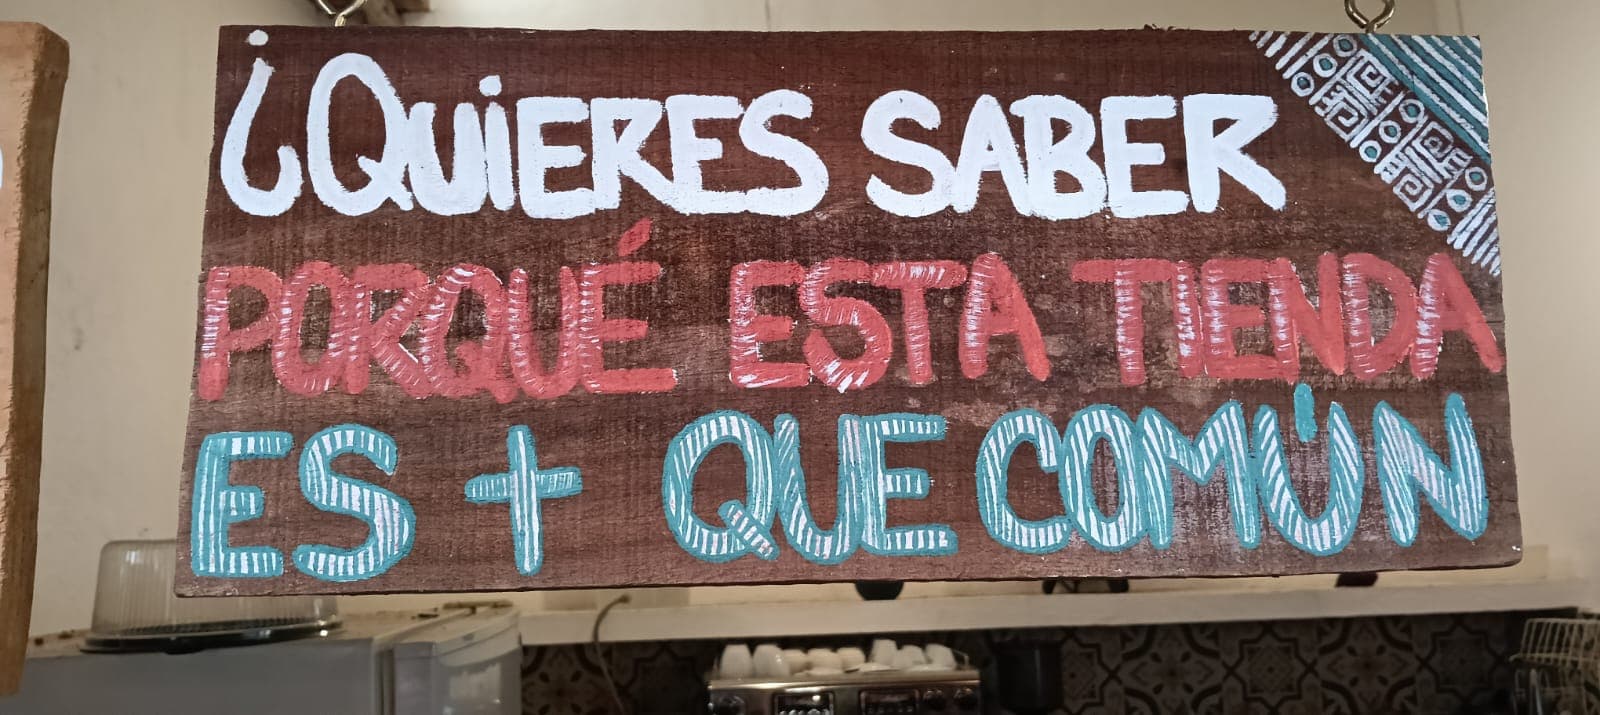 ¿QUIERES SABER
PORQUÉ ESTA TIENDA
ES + QUE COMÚN